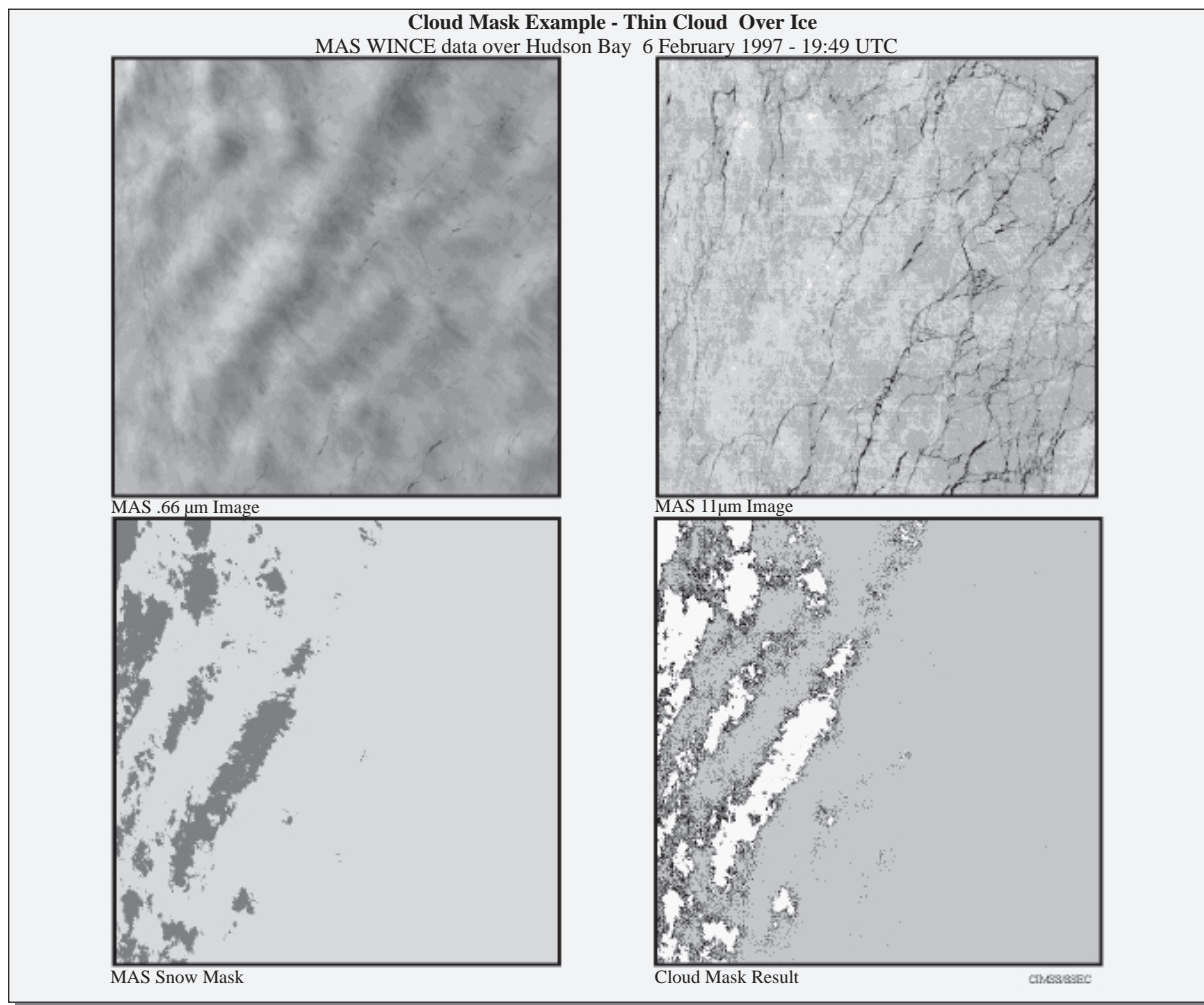 Cloud Mask Example - Thin Cloud Over Ice
MAS WINCE data over Hudson Bay 6 February 1997 - 19:49 UTC
MAS .66 µm Image
MAS 11µm Image
MAS Snow Mask
Cloud Mask Result
CIMSS/SSEC